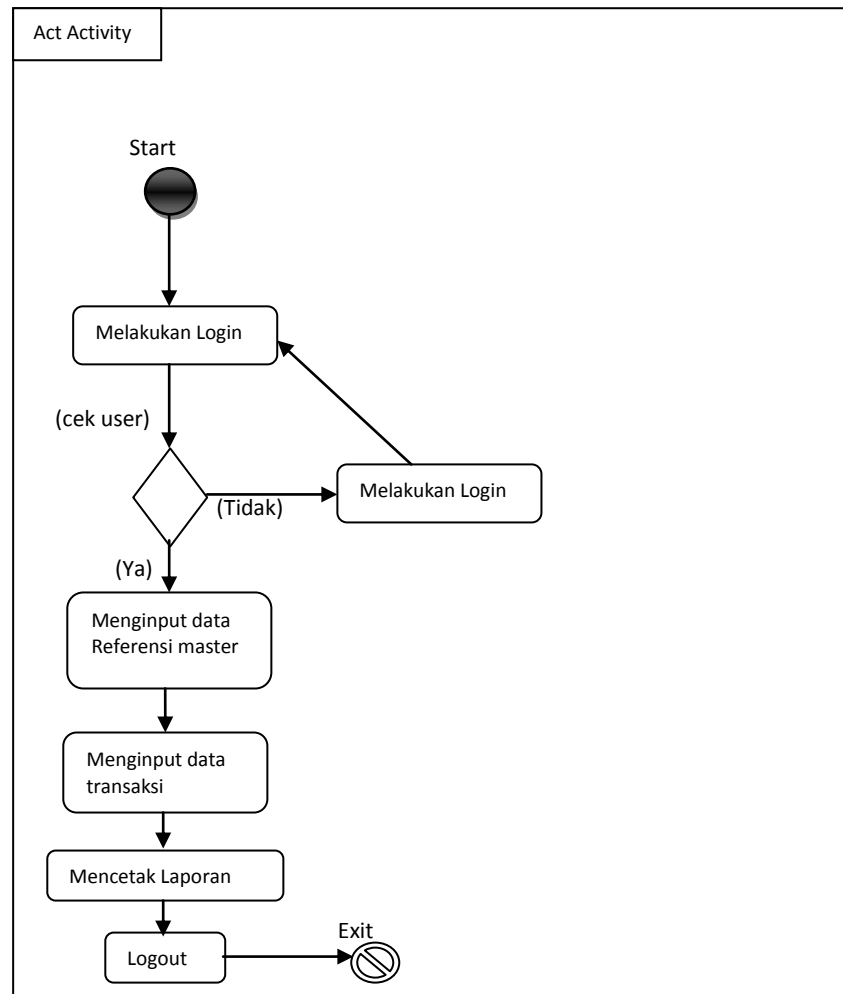 Act Activity
Start
Melakukan Login
(cek user)
Melakukan Login
(Tidak)
(Ya)
Menginput data
Referensi master
Menginput data
transaksi
Mencetak Laporan
Exit
Logout